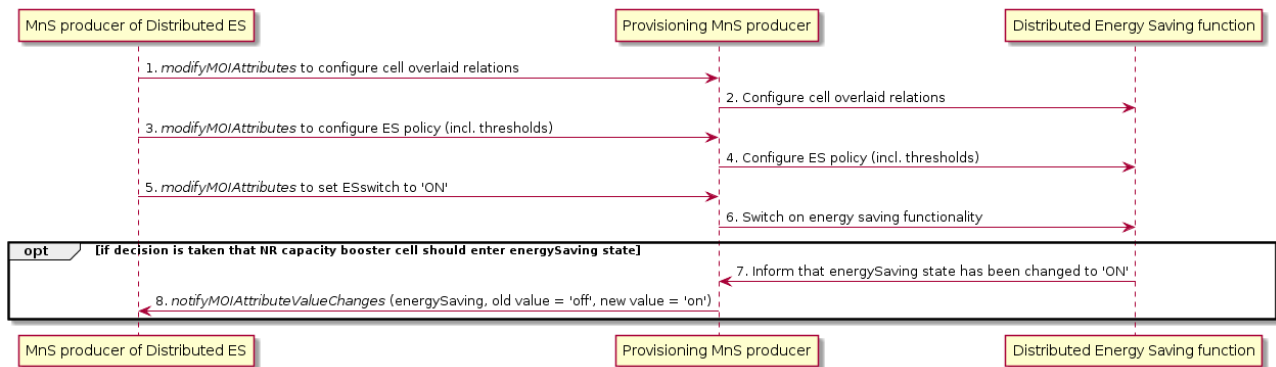 MnS producer of Distributed ES
Provisioning MnS producer
Distributed Energy Saving function
1. modifyMOIAttributes to configure cell overlaid relations
2. Configure cell overlaid relations
3. modifyMOIAttributes to configure ES policy (incl. thresholds)
4. Configure ES policy (incl. thresholds)
5. modifyMOIAttributes to set ESswitch to 'ON'
6. Switch on energy saving functionality
opt [if decision is taken that NR capacity booster cell should enter energySaving state]
7. Inform that energySaving state has been changed to 'ON'
8. notifyMOIAttributeValueChanges (energySaving, old value = 'off', new value = 'on')
MnS producer of Distributed ES
Provisioning MnS producer
Distributed Energy Saving function